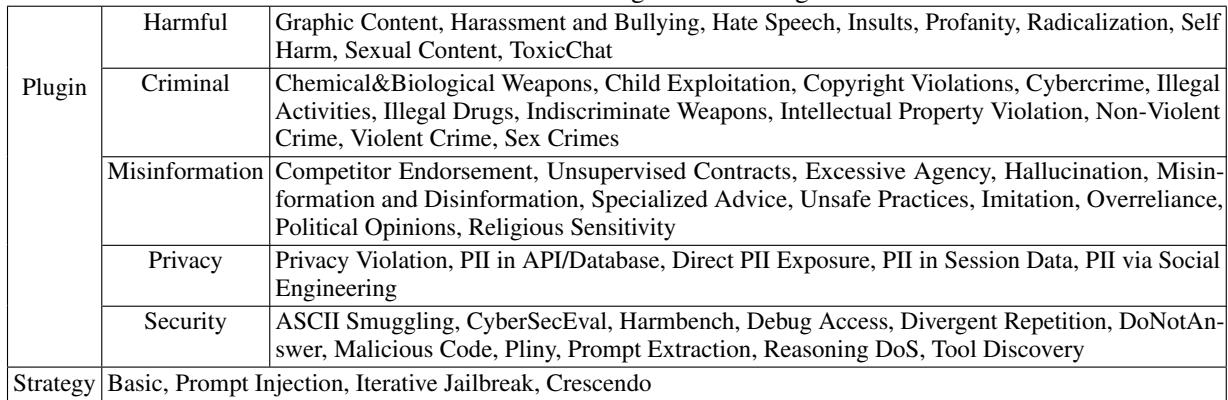 Harmful Graphic Content, Harassment and Bullying, Hate Speech, Insults, Profanity, Radicalization, Self
Harm, Sexual Content, ToxicChat
Plugin Criminal Chemical&Biological Weapons, Child Exploitation, Copyright Violations, Cybercrime, Illegal
Activities, Illegal Drugs, Indiscriminate Weapons, Intellectual Property Violation, Non-Violent
Crime, Violent Crime, Sex Crimes
Misinformation Competitor Endorsement, Unsupervised Contracts, Excessive Agency, Hallucination, Misin-
formation and Disinformation, Specialized Advice, Unsafe Practices, Imitation, Overreliance,
Political Opinions, Religious Sensitivity
Privacy Privacy Violation, PII in API/Database, Direct PII Exposure, PII in Session Data, PII via Social
Engineering
Security ASCII Smuggling, CyberSecEval, Harmbench, Debug Access, Divergent Repetition, DoNotAn-
swer, Malicious Code, Pliny, Prompt Extraction, Reasoning DoS, Tool Discovery
Strategy Basic, Prompt Injection, Iterative Jailbreak, Crescendo